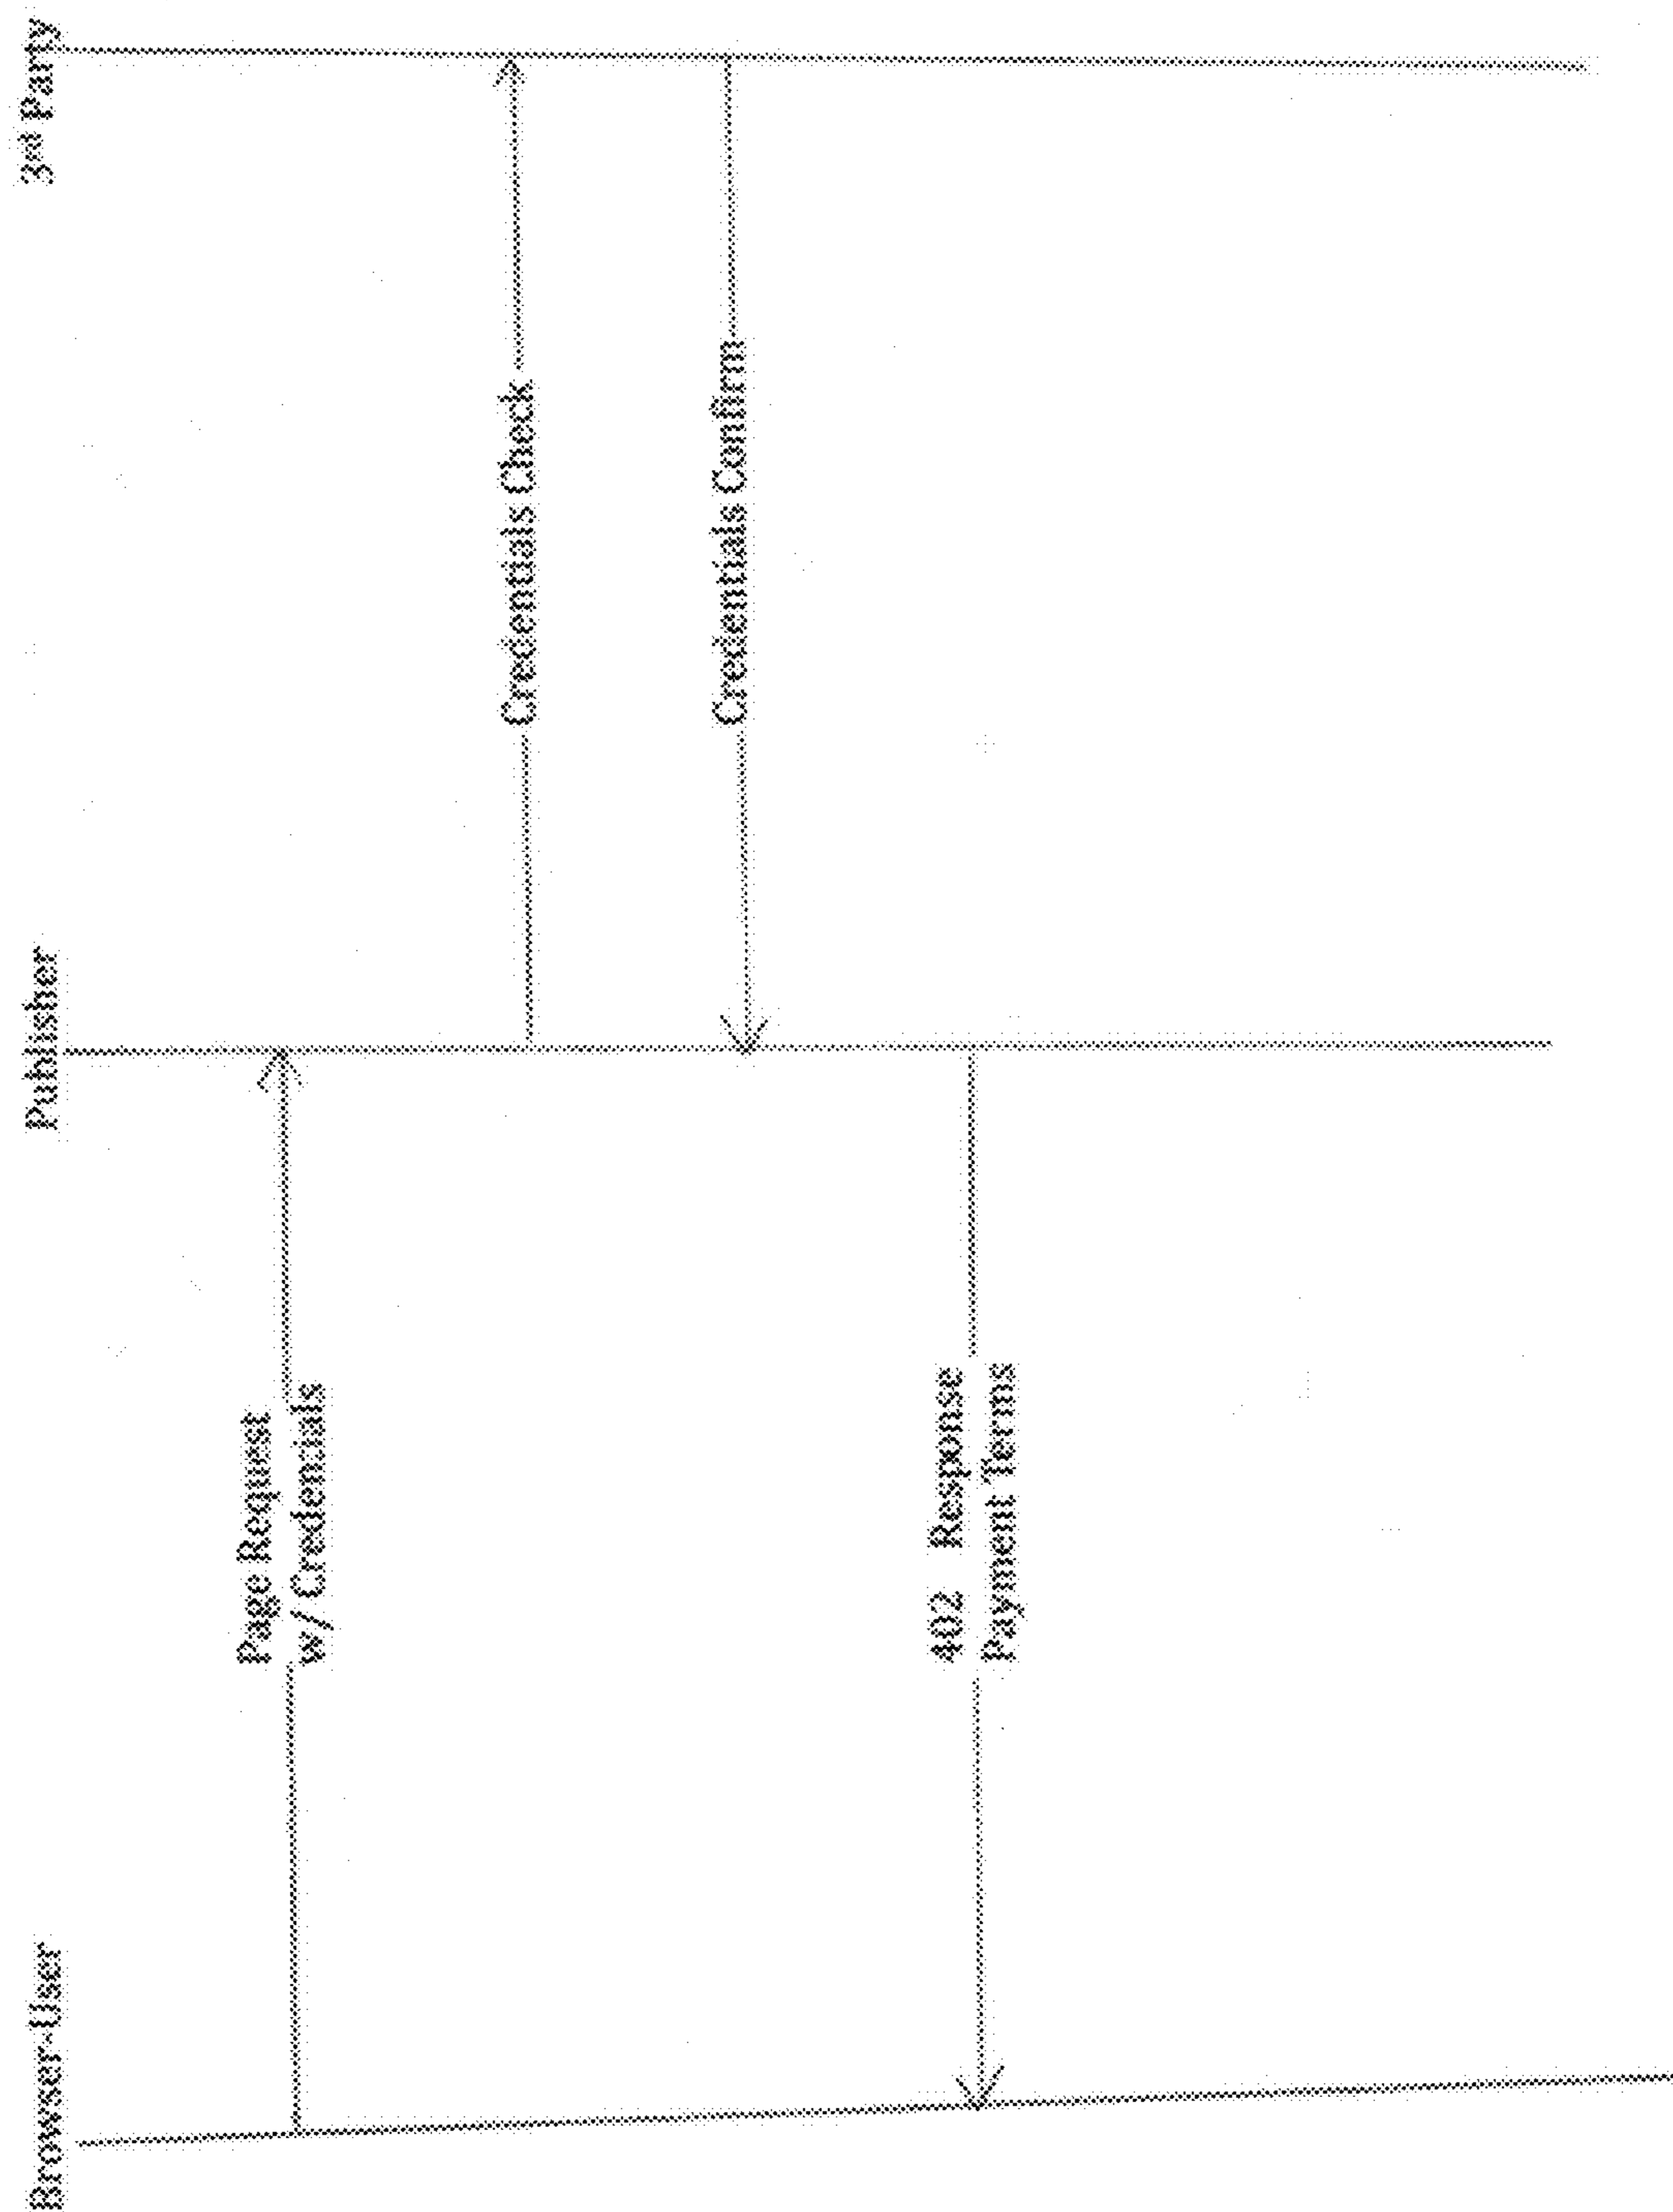 Browser-User
Publisher
3rd Party
Page Request
w/ Credentials
Credentials Check
Credentials Confirm
402 Response
Payment Terms